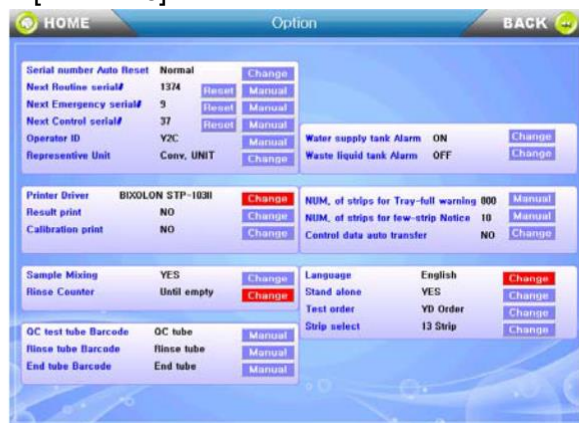 HOME Option BACK
Serial number Auto Reset Normal Change
Next Routine serial# 1374 Reset Manual
Next Emergency serial# 9 Reset Manual
Next Control serial# 37 Reset Manual
Operator ID Y2C Manual
Representive Unit Conv. UNIT Change
Water supply tank Alarm ON Change
Waste liquid tank Alarm OFF Change
Printer Driver BIXOLON STP-103II Change
Result print NO Change
Calibration print NO Change
NUM. of strips for Tray-full warning 800 Manual
NUM. of strips for few-strip Notice 10 Manual
Control data auto transfer NO Change
Sample Mixing YES Change
Rinse Counter Until empty Change
Language English Change
Stand alone YES Change
Test order YD Order Change
Strip select 13 Strip Change
QC test tube Barcode QC tube Manual
Rinse tube Barcode Rinse tube Manual
End tube Barcode End tube Manual